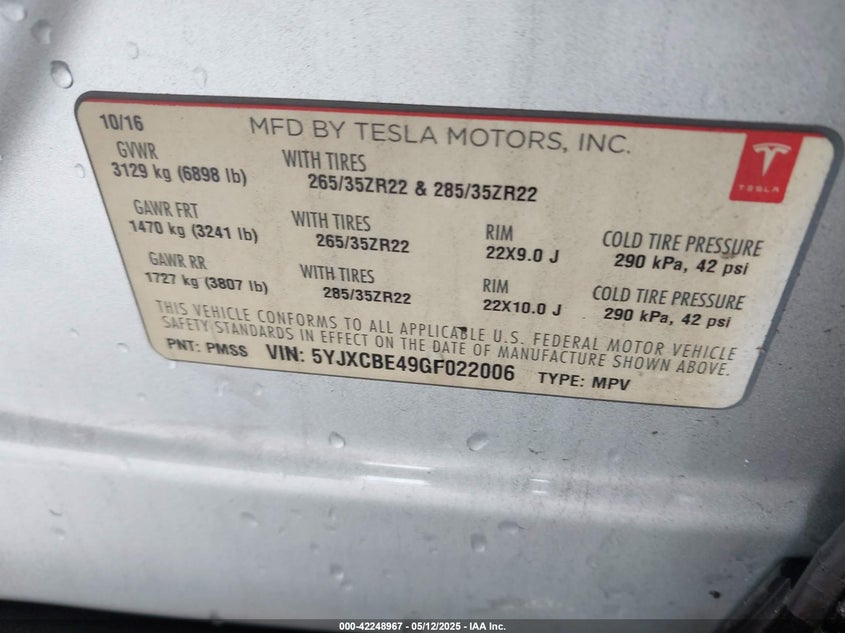 10/16 MFD BY TESLA MOTORS, INC.
TESLA
GVWR WITH TIRES
3129 kg (6898 lb) 265/35ZR22 & 285/35ZR22
GAWR FRT WITH TIRES RIM COLD TIRE PRESSURE
1470 kg (3241 lb) 265/35ZR22 22X9.0 J 290 kPa, 42 psi
GAWR RR WITH TIRES RIM COLD TIRE PRESSURE
1727 kg (3807 lb) 285/35ZR22 22X10.0 J 290 kPa, 42 psi
THIS VEHICLE CONFORMS TO ALL APPLICABLE U.S. FEDERAL MOTOR VEHICLE
SAFETY STANDARDS IN EFFECT ON THE DATE OF MANUFACTURE SHOWN ABOVE.
PNT: PMSS VIN: 5YJXCBE49GF022006 TYPE: MPV
000-42248967 - 05/12/2025 - IAA Inc.